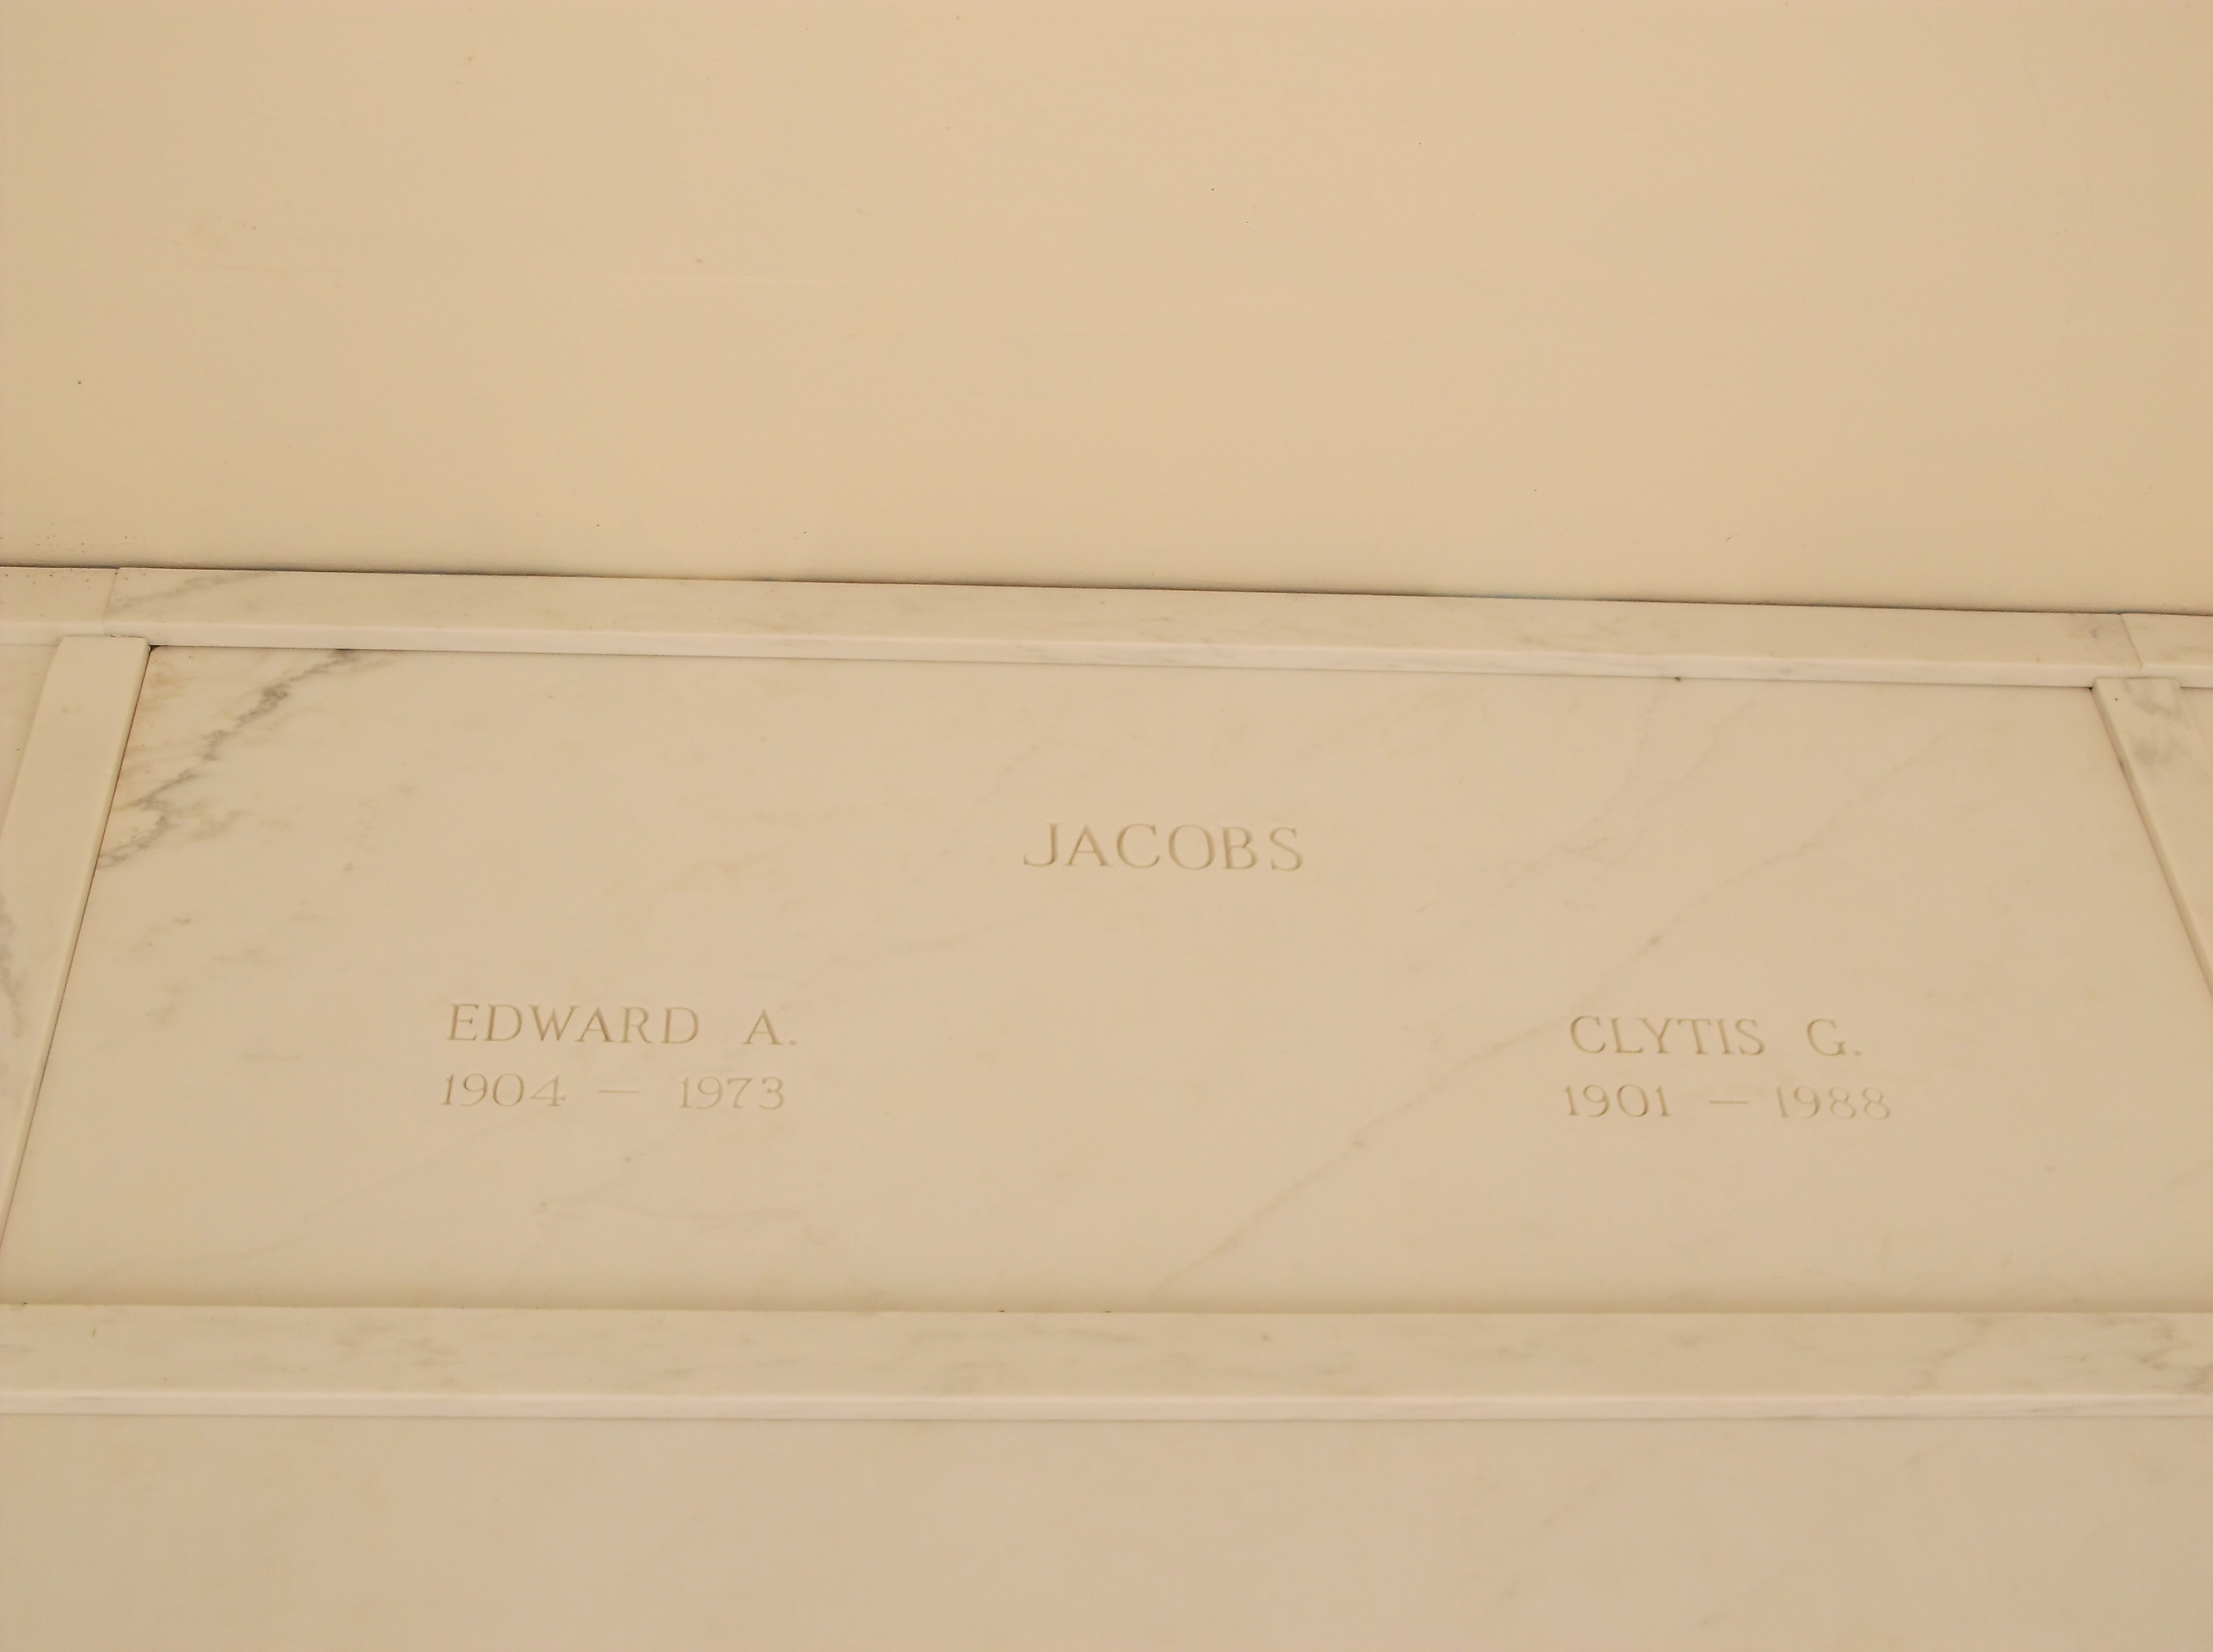 JACOBS
EDWARD A.
1904 — 1973
CLYTIS G.
1901 — 1988